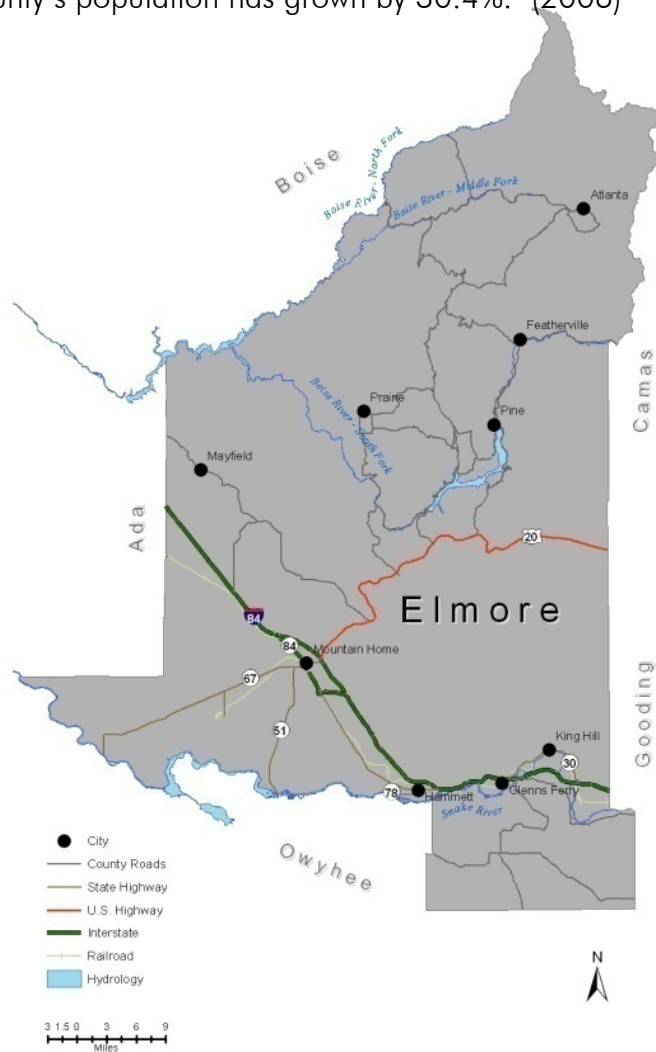 unty's population has grown by 30.4%. (2006)
Boise
Boise River - North Fork
Boise River - Middle Fork
Atlanta
Featherville
Camas
Prairie
Pine
Boise River - South Fork
Mayfield
Ada
20
Elmore
84
84
Mountain Home
67
Gooding
51
King Hill
30
78
Hammett
Glenns Ferry
Snake River
Owyhee
City
County Roads
State Highway
U.S. Highway
Interstate
Railroad
Hydrology
N
3 1.5 0 3 6 9
Miles